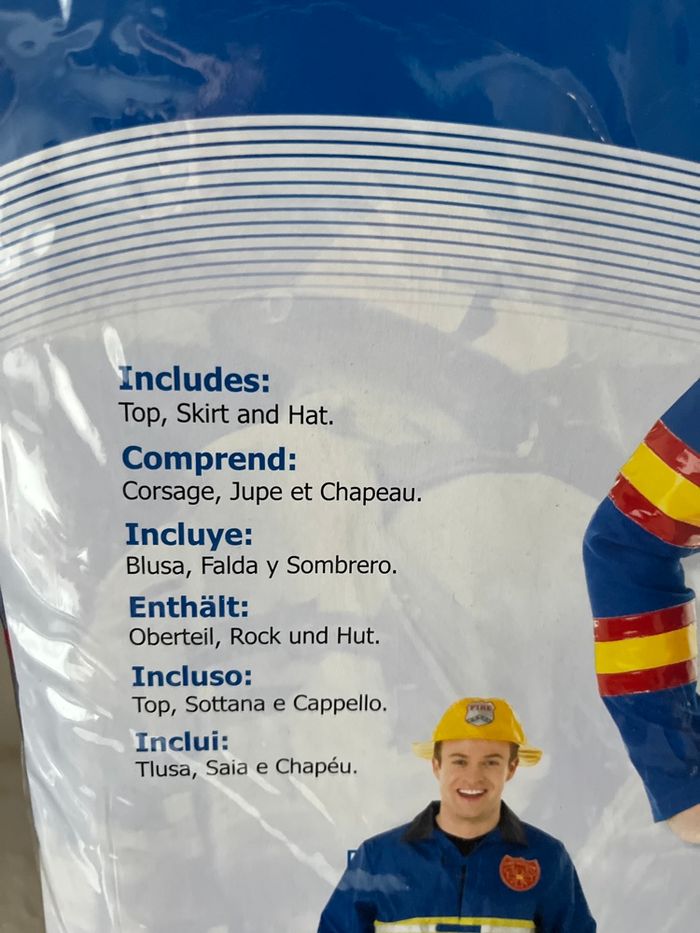 Includes:
Top, Skirt and Hat.
Comprend:
Corsage, Jupe et Chapeau.
Incluye:
Blusa, Falda y Sombrero.
Enthält:
Oberteil, Rock und Hut.
Incluso:
Top, Sottana e Cappello.
Inclui:
Tlusa, Saia e Chapéu.
FIRE